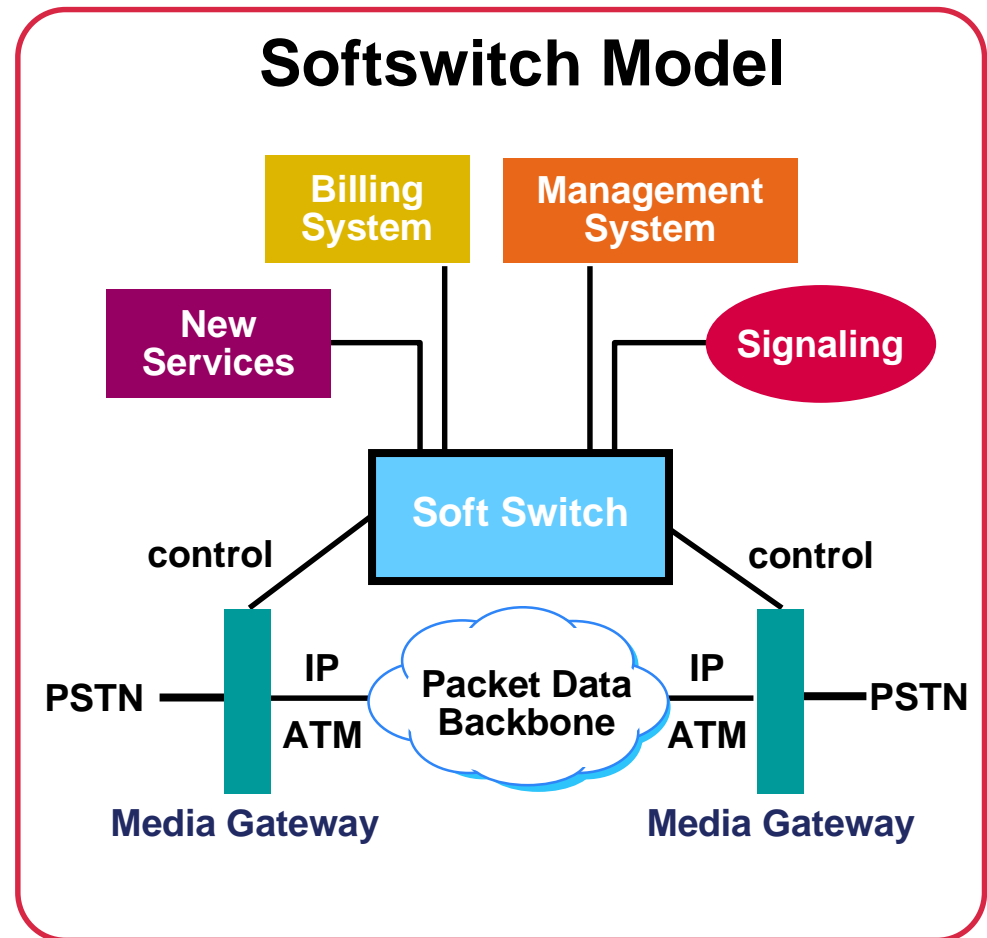 Softswitch Model
Billing
System
Management
System
New
Services
Signaling
Soft Switch
control
control
PSTN
IP
ATM
Packet Data
Backbone
IP
ATM
PSTN
Media Gateway
Media Gateway